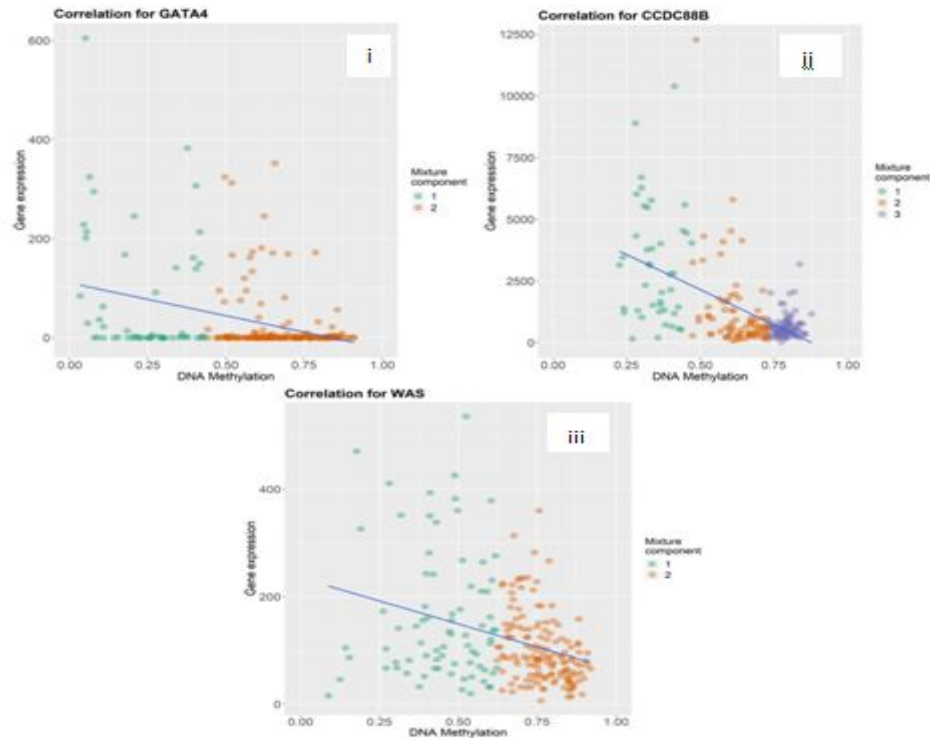 Correlation for GATA4
i
600
400
200
0
Gene expression
0.00 0.25 0.50 0.75 1.00
DNA Methylation
Mixture
component
1
2
Correlation for CCDC88B
ii
12500
10000
7500
5000
2500
0
Gene expression
0.00 0.25 0.50 0.75 1.00
DNA Methylation
Mixture
component
1
2
3
Correlation for WAS
iii
400
200
0
Gene expression
0.00 0.25 0.50 0.75 1.00
DNA Methylation
Mixture
component
1
2